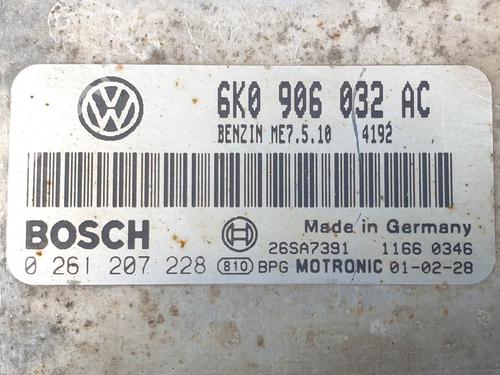 6K0 906 032 AC
BENZIN ME7.5.10 4192
BOSCH Made in Germany
26SA7391 1166 0346
0 261 207 228 810 BPG MOTRONIC 01-02-28